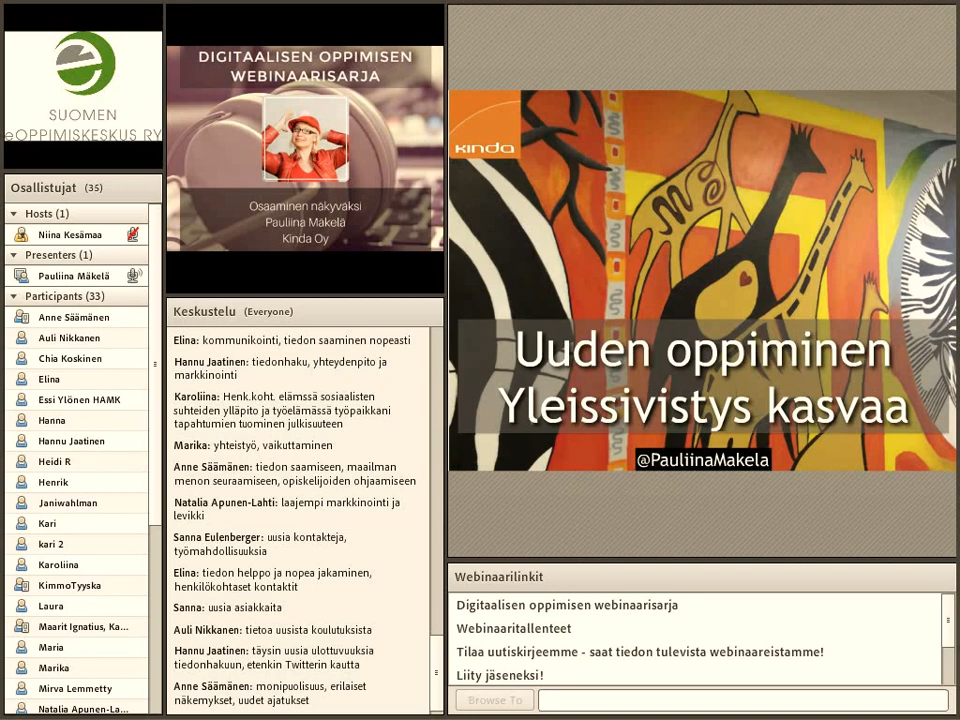 SUOMEN
eOPPIMISKESKUS RY
DIGITAALISEN OPPIMISEN
WEBINAARISARJA
Osaaminen näkyväksi
Pauliina Mäkelä
Kinda Oy
Osallistujat (35)
Hosts (1)
Niina Kesämaa
Presenters (1)
Pauliina Mäkelä
Participants (33)
Anne Säämänen
Auli Nikkanen
Chia Koskinen
Elina
Essi Ylönen HAMK
Hanna
Hannu Jaatinen
Heidi R
Henrik
Janiwahlman
Kari
kari 2
Karoliina
KimmoTyyska
Laura
Maarit Ignatius, Ka...
Maria
Marika
Mirva Lemmetty
Natalia Apunen-La...
Keskustelu (Everyone)
Elina: kommunikointi, tiedon saaminen nopeasti
Hannu Jaatinen: tiedonhaku, yhteydenpito ja
markkinointi
Karoliina: Henk.koht. elämssä sosiaalisten
suhteiden ylläpito ja työelämässä työpaikkani
tapahtumien tuominen julkisuuteen
Marika: yhteistyö, vaikuttaminen
Anne Säämänen: tiedon saamiseen, maailman
menon seuraamiseen, opiskelijoiden ohjaamiseen
Natalia Apunen-Lahti: laajempi markkinointi ja
levikki
Sanna Eulenberger: uusia kontakteja,
työmahdollisuuksia
Elina: tiedon helppo ja nopea jakaminen,
henkilökohtaset kontaktit
Sanna: uusia asiakkaita
Auli Nikkanen: tietoa uusista koulutuksista
Hannu Jaatinen: täysin uusia ulottuvuuksia
tiedonhakuun, etenkin Twitterin kautta
Anne Säämänen: monipuolisuus, erilaiset
näkemykset, uudet ajatukset
kinda
Uuden oppiminen
Yleissivistys kasvaa
@PauliinaMakela
Webinaarilinkit
Digitaalisen oppimisen webinaarisarja
Webinaaritallenteet
Tilaa uutiskirjeemme - saat tiedon tulevista webinaareistamme!
Liity jäseneksi!
Browse To